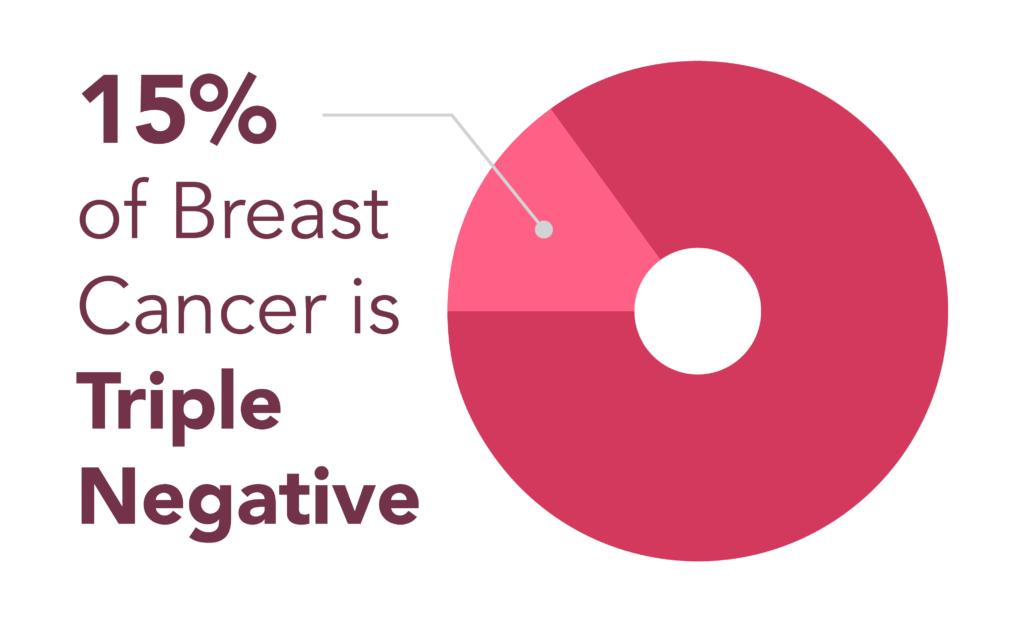 15%
of Breast
Cancer is
Triple
Negative